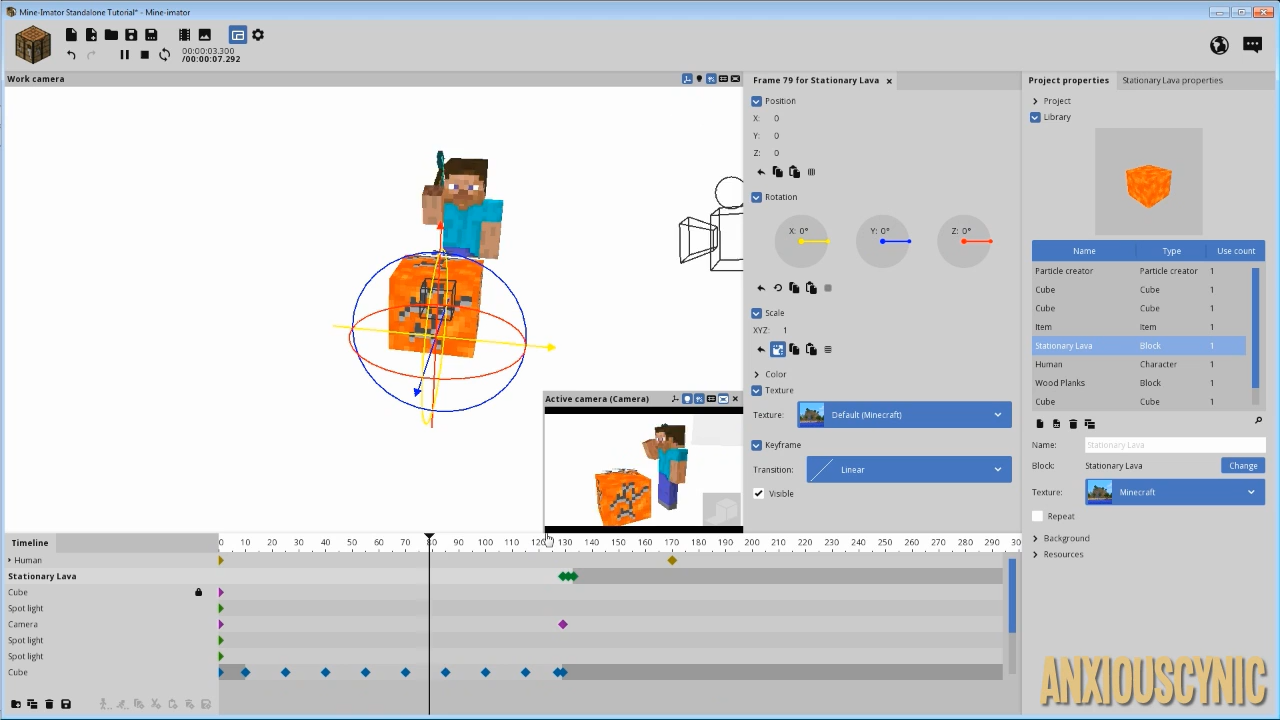 Mine-Imator Standalone Tutorial* - Mine-imator
00:00:03.300
/00:00:07.292
Work camera
Active camera (Camera)
Frame 79 for Stationary Lava
Position
X: 0
Y: 0
Z: 0
Rotation
X: 0° Y: 0° Z: 0°
Scale
XYZ: 1
Color
Texture
Texture: Default (Minecraft)
Keyframe
Transition: Linear
Visible
Project properties Stationary Lava properties
Project
Library
Name Type Use count
Particle creator Particle creator 1
Cube Cube 1
Cube Cube 1
Item Item 1
Stationary Lava Block 1
Human Character 1
Wood Planks Block 1
Cube Cube 1
Name: Stationary Lava
Block: Stationary Lava Change
Texture: Minecraft
Repeat
Background
Resources
Timeline
0 10 20 30 40 50 60 70 80 90 100 110 120 130 140 150 160 170 180 190 200 210 220 230 240 250 260 270 280 290 30
Human
Stationary Lava
Cube
Spot light
Camera
Spot light
Spot light
Cube
ANXIOUSCYNIC